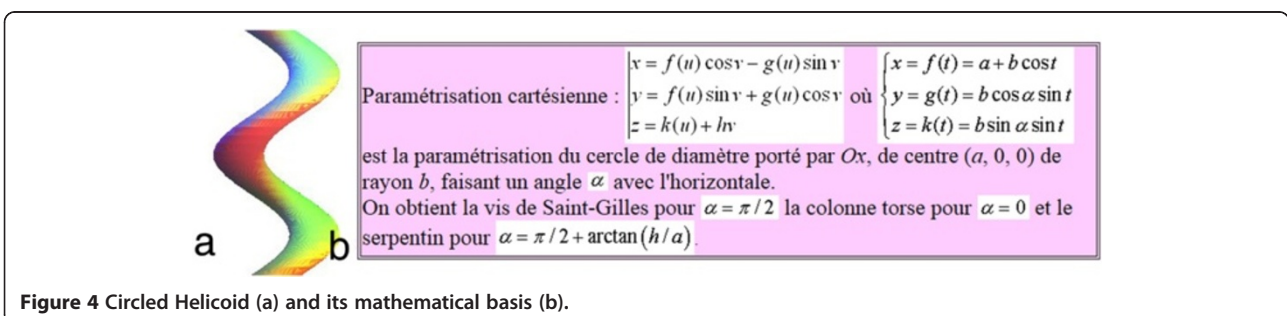 a
b
Paramétrisation cartésienne : x = f(u) cos v − g(u) sin v
y = f(u) sin v + g(u) cos v
z = k(u) + hv
où
x = f(t) = a + b cos t
y = g(t) = b cos α sin t
z = k(t) = b sin α sin t
est la paramétrisation du cercle de diamètre porté par Ox, de centre (a, 0, 0) de
rayon b, faisant un angle α avec l'horizontale.
On obtient la vis de Saint-Gilles pour α = π / 2 la colonne torse pour α = 0 et le
serpentin pour α = π / 2 + arctan (h / a).
Figure 4 Circled Helicoid (a) and its mathematical basis (b).